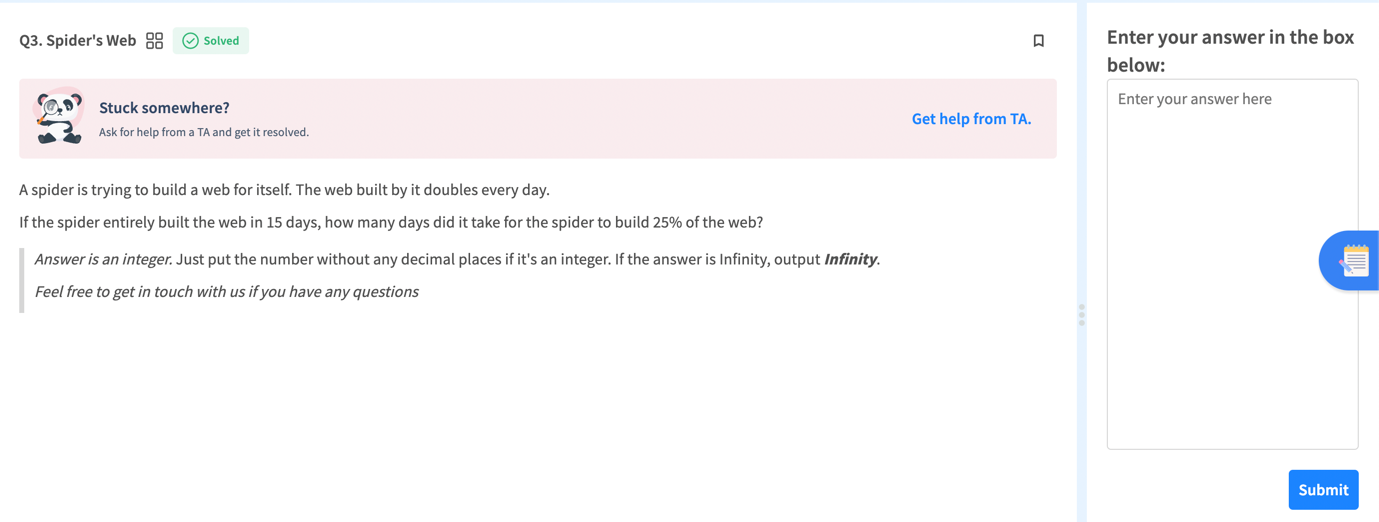 Q3. Spider's Web
Solved
Stuck somewhere?
Ask for help from a TA and get it resolved.
Get help from TA.
A spider is trying to build a web for itself. The web built by it doubles every day.
If the spider entirely built the web in 15 days, how many days did it take for the spider to build 25% of the web?
Answer is an integer. Just put the number without any decimal places if it's an integer. If the answer is Infinity, output Infinity.
Feel free to get in touch with us if you have any questions
Enter your answer in the box
below:
Enter your answer here
Submit